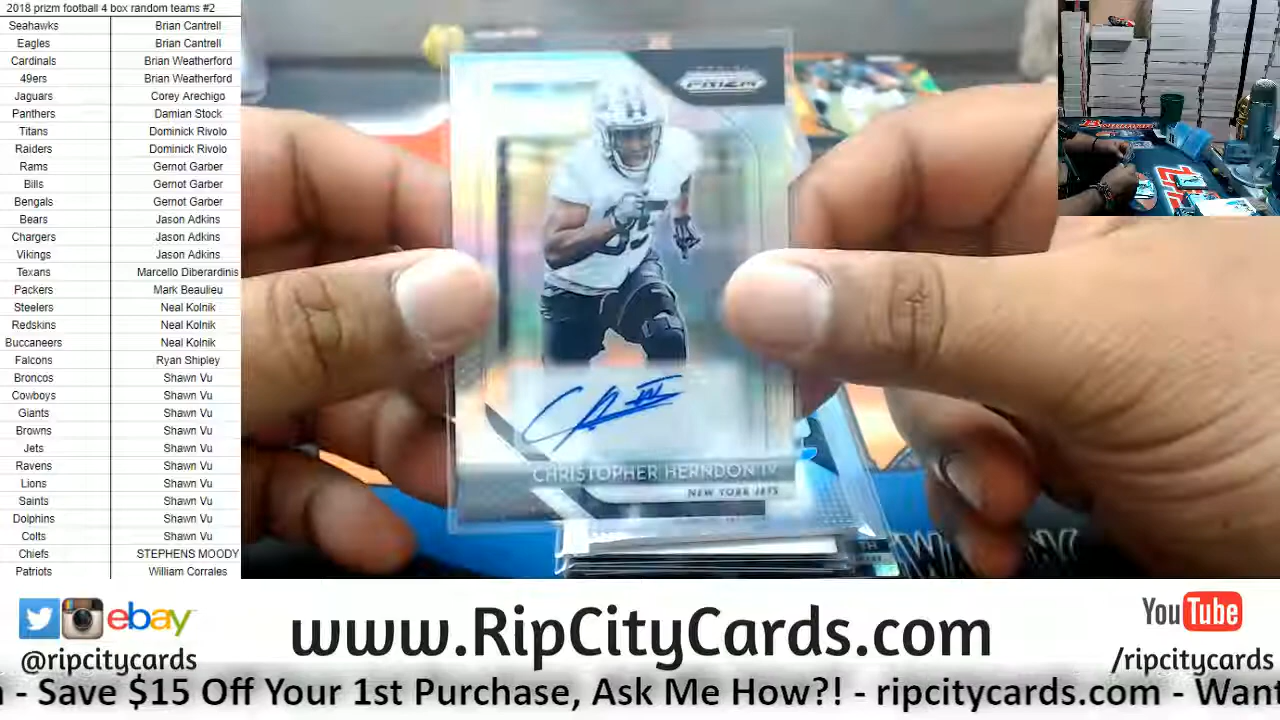 2018 prizm football 4 box random teams #2
Seahawks Brian Cantrell
Eagles Brian Cantrell
Cardinals Brian Weatherford
49ers Brian Weatherford
Jaguars Corey Arechigo
Panthers Damian Stock
Titans Dominick Rivolo
Raiders Dominick Rivolo
Rams Gernot Garber
Bills Gernot Garber
Bengals Gernot Garber
Bears Jason Adkins
Chargers Jason Adkins
Vikings Jason Adkins
Texans Marcello Diberardinis
Packers Mark Beaulieu
Steelers Neal Kolnik
Redskins Neal Kolnik
Buccaneers Neal Kolnik
Falcons Ryan Shipley
Broncos Shawn Vu
Cowboys Shawn Vu
Giants Shawn Vu
Browns Shawn Vu
Jets Shawn Vu
Ravens Shawn Vu
Lions Shawn Vu
Saints Shawn Vu
Dolphins Shawn Vu
Colts Shawn Vu
Chiefs STEPHENS MOODY
Patriots William Corrales
PRIZM
85
CHRISTOPHER HERNDON IV
NEW YORK JETS
ebay
@ripcitycards
www.RipCityCards.com
YouTube
/ripcitycards
- Save $15 Off Your 1st Purchase, Ask Me How?! - ripcitycards.com - Want